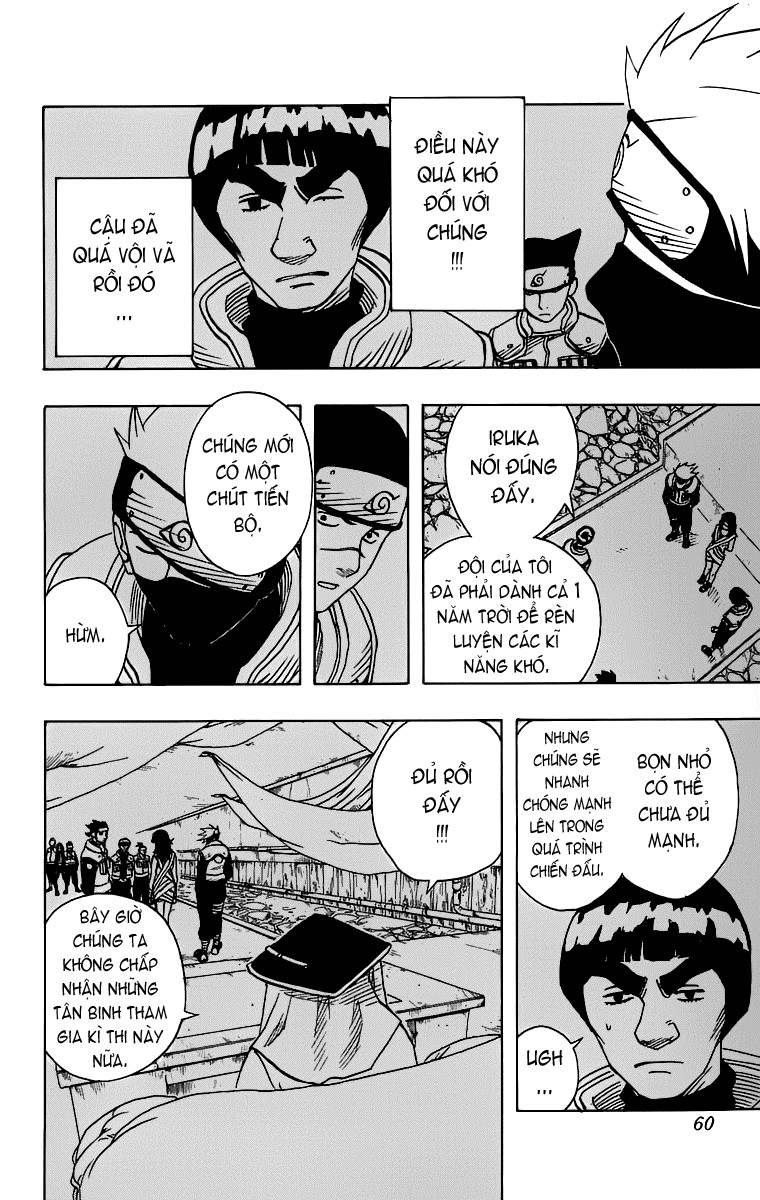 ĐIỀU NÀY
QUÁ KHÓ
ĐỐI VỚI
CHÚNG
!!!
CẬU ĐÃ
QUÁ VỘI VÃ
RỒI ĐÓ
...
IRUKA
NÓI ĐÚNG
ĐẤY.
ĐỘI CỦA TÔI
ĐÃ PHẢI DÀNH CẢ 1
NĂM TRỜI ĐỂ RÈN
LUYỆN CÁC KĨ
NĂNG KHÓ.
CHÚNG MỚI
CÓ MỘT
CHÚT TIẾN
BỘ.
HỪM.
BỌN NHỎ
CÓ THỂ
CHƯA ĐỦ
MẠNH.
NHƯNG
CHÚNG SẼ
NHANH
CHÓNG MẠNH
LÊN TRONG
QUÁ TRÌNH
CHIẾN ĐẤU.
UGH
...
ĐỦ RỒI
ĐẤY
!!!
BÂY GIỜ
CHÚNG TA
KHÔNG CHẤP
NHẬN NHỮNG
TÂN BINH THAM
GIA KÌ THI NÀY
NỮA.
60